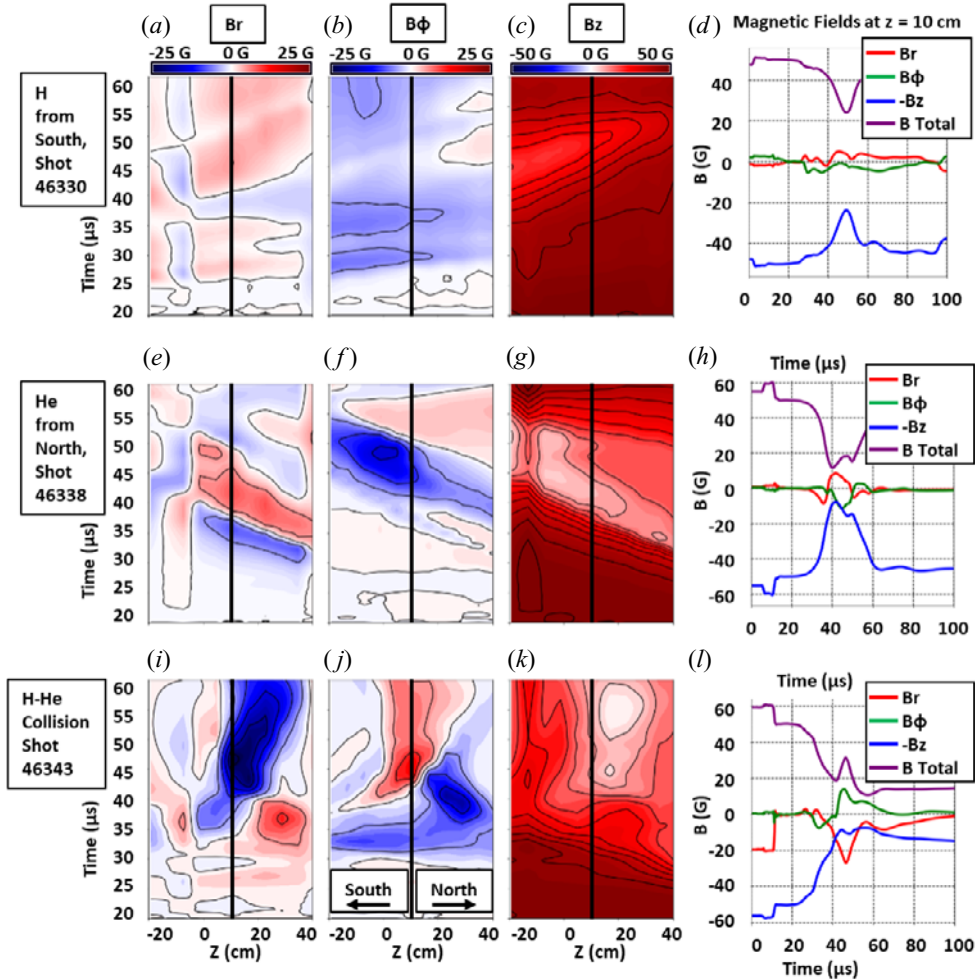 (a) Br (b) Bϕ (c) Bz (d) Magnetic Fields at z = 10 cm
-25 G 0 G 25 G -25 G 0 G 25 G -50 G 0 G 50 G
H
from
South,
Shot
46330
Time (µs)
60
55
50
45
40
35
30
25
20
B (G)
40
20
0
-20
-40
0 20 40 60 80 100
Br
Bϕ
-Bz
B Total
(e) (f) (g) (h) Time (µs)
He
from
North,
Shot
46338
Time (µs)
60
55
50
45
40
35
30
25
20
B (G)
60
40
20
0
-20
-40
-60
0 20 40 60 80 100
Br
Bϕ
-Bz
B Total
(i) (j) (k) (l) Time (µs)
H-He
Collision
Shot
46343
Time (µs)
60
55
50
45
40
35
30
25
20
South North
-20 0 20 40 -20 0 20 40 -20 0 20 40
Z (cm) Z (cm) Z (cm)
B (G)
60
40
20
0
-20
-40
-60
0 20 40 60 80 100
Time (µs)
Br
Bϕ
-Bz
B Total